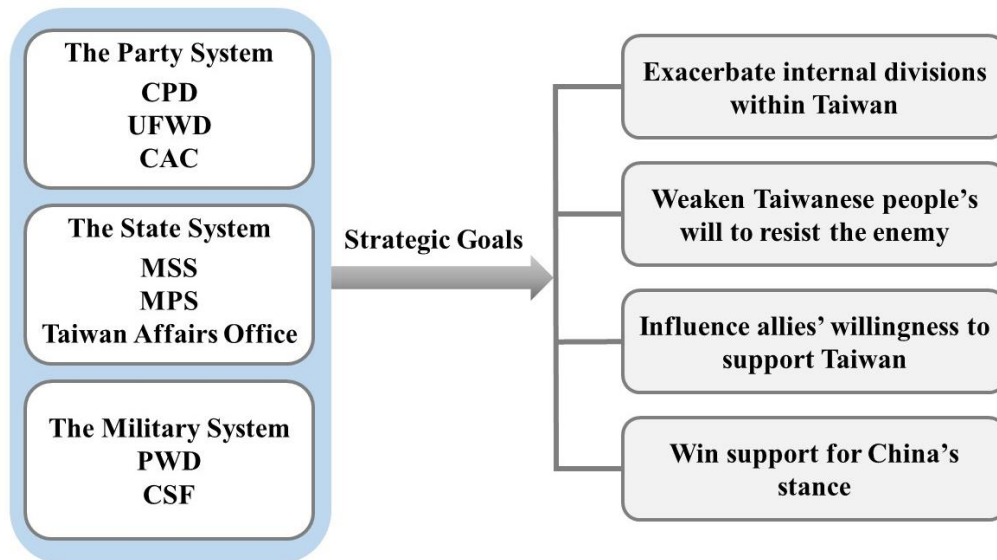 The Party System
CPD
UFWD
CAC
The State System
MSS
MPS
Taiwan Affairs Office
The Military System
PWD
CSF
Strategic Goals
Exacerbate internal divisions
within Taiwan
Weaken Taiwanese people’s
will to resist the enemy
Influence allies’ willingness to
support Taiwan
Win support for China’s
stance